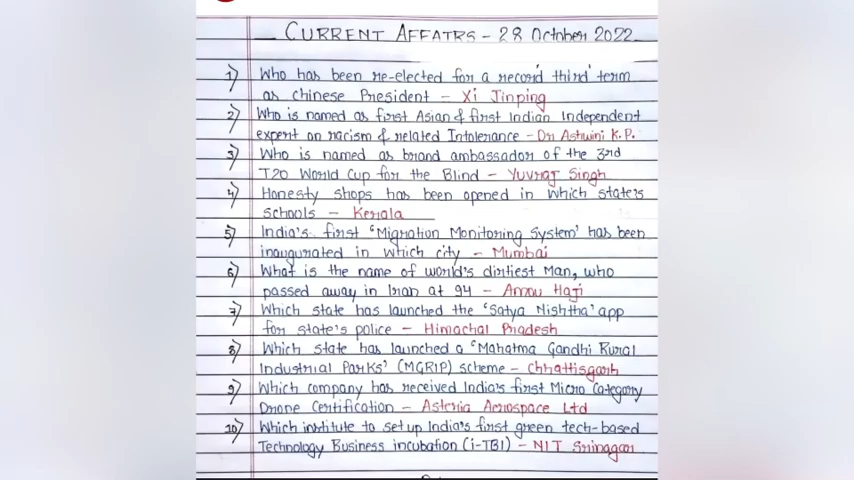 CURRENT AFFAIRS - 28 October 2022
1) Who has been re-elected for a record 'third' term
as Chinese President - Xi Jinping
2) Who is named as first Asian & first Indian Independent
expert on racism & related Intolerance - Dr Ashwini K.P.
3) Who is named as brand ambassador of the 3rd
T20 World Cup for the Blind - Yuvraj Singh
4) Honesty shops has been opened in which state's
schools - Kerala
5) India's first 'Migration Monitoring System' has been
inaugurated in which city - Mumbai
6) What is the name of world's dirtiest Man, who
passed away in Iran at 94 - Amou Haji
7) Which state has launched the 'Satya Nishtha' app
for state's police - Himachal Pradesh
8) Which state has launched a 'Mahatma Gandhi Rural
Industrial Parks' (MGRIP) scheme - Chhattisgarh
9) Which company has received India's first Micro Category
Drone Certification - Asteria Aerospace Ltd
10) Which institute to set up India's first green tech-based
Technology Business incubation (i-TBI) - NIT Srinagar